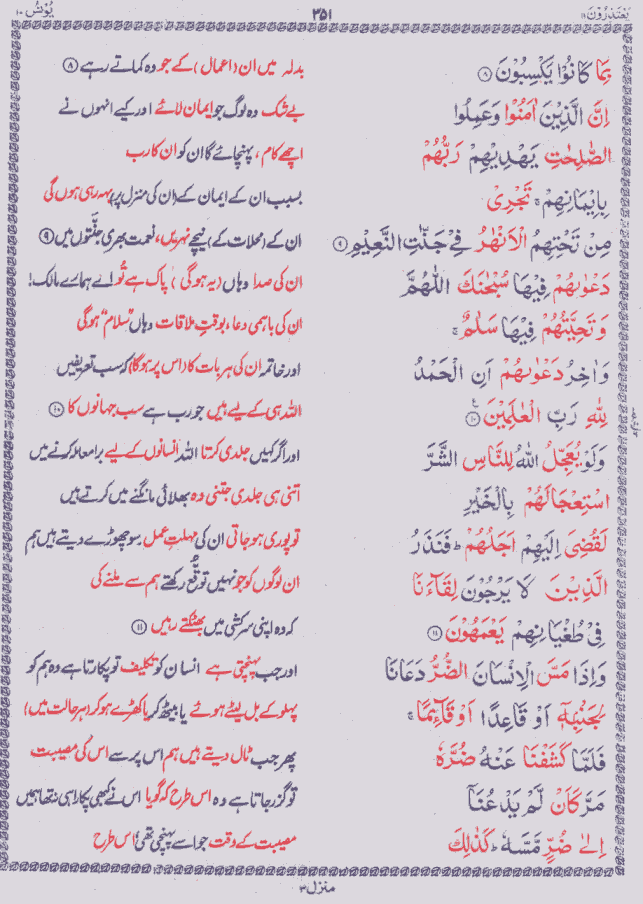 يَعْتَذِرُوْنَ ۱۱
۳۵۱
يُوْنُسُ ۱۰
بِمَا كَانُوْا يَكْسِبُوْنَ ۸
اِنَّ الَّذِيْنَ اٰمَنُوْا وَعَمِلُوا
الصّٰلِحٰتِ يَهْدِيْهِمْ رَبُّهُمْ
بِاِيْمَانِهِمْ ۚ تَجْرِيْ
مِنْ تَحْتِهِمُ الْاَنْهٰرُ فِيْ جَنّٰتِ النَّعِيْمِ ۹
دَعْوٰىهُمْ فِيْهَا سُبْحٰنَكَ اللّٰهُمَّ
وَتَحِيَّتُهُمْ فِيْهَا سَلٰمٌ ۚ
وَاٰخِرُ دَعْوٰىهُمْ اَنِ الْحَمْدُ
لِلّٰهِ رَبِّ الْعٰلَمِيْنَ ۱۰
وَلَوْ يُعَجِّلُ اللّٰهُ لِلنَّاسِ الشَّرَّ
اسْتِعْجَالَهُمْ بِالْخَيْرِ
لَقُضِيَ اِلَيْهِمْ اَجَلُهُمْ ؕ فَنَذَرُ
الَّذِيْنَ لَا يَرْجُوْنَ لِقَآءَنَا
فِيْ طُغْيَانِهِمْ يَعْمَهُوْنَ ۱۱
وَاِذَا مَسَّ الْاِنْسَانَ الضُّرُّ دَعَانَا
لِجَنْۢبِهٖٓ اَوْ قَاعِدًا اَوْ قَآئِمًا ۚ
فَلَمَّا كَشَفْنَا عَنْهُ ضُرَّهٗ
مَرَّ كَاَنْ لَّمْ يَدْعُنَآ
اِلٰى ضُرٍّ مَّسَّهٗ ؕ كَذٰلِكَ
بدلہ میں ان (اعمال) کے جو وہ کماتے رہے ۸
بے شک وہ لوگ جو ایمان لائے اور کیے انہوں نے
اچھے کام، پہنچائے گا ان کو ان کا رب
بسبب ان کے ایمان کے (ان کی منزل پر) بہہ رہی ہوں گی
ان کے (محلات کے) نیچے نہریں، نعمت بھری جنّتوں میں ۹
ان کی صدا وہاں (یہ ہوگی) پاک ہے تُو اے ہمارے مالک!
ان کی باہمی دعا، بوقتِ ملاقات وہاں "سلام" ہوگی
اور خاتمہ ان کی ہر بات کا (اس پر ہوگا) کہ سب تعریفیں
اللہ ہی کے لیے ہیں جو رب ہے سب جہانوں کا ۱۰
اور اگر کہیں جلدی کرتا اللہ انسانوں کے لیے برا معاملہ کرنے میں
اتنی ہی جلدی جتنی وہ بھلائی مانگنے میں کرتے ہیں
تو پوری ہو جاتی ان کی مہلتِ عمل سو چھوڑے دیتے ہیں ہم
ان لوگوں کو جو نہیں توقّع رکھتے ہم سے ملنے کی
کہ وہ اپنی سرکشی میں بھٹکتے رہیں ۱۱
اور جب پہنچتی ہے انسان کو تکلیف تو پکارتا ہے وہ ہم کو
پہلو کے بل لیٹے ہوئے یا بیٹھ کر یا کھڑے ہو کر (ہر حالت میں)
پھر جب ٹال دیتے ہیں ہم اس پر سے اس کی مصیبت
تو گزر جاتا ہے وہ اس طرح کہ گویا اس نے کبھی پکارا ہی نہ تھا ہمیں
مصیبت کے وقت جو اسے پہنچی تھی! اس طرح
منزل ۳